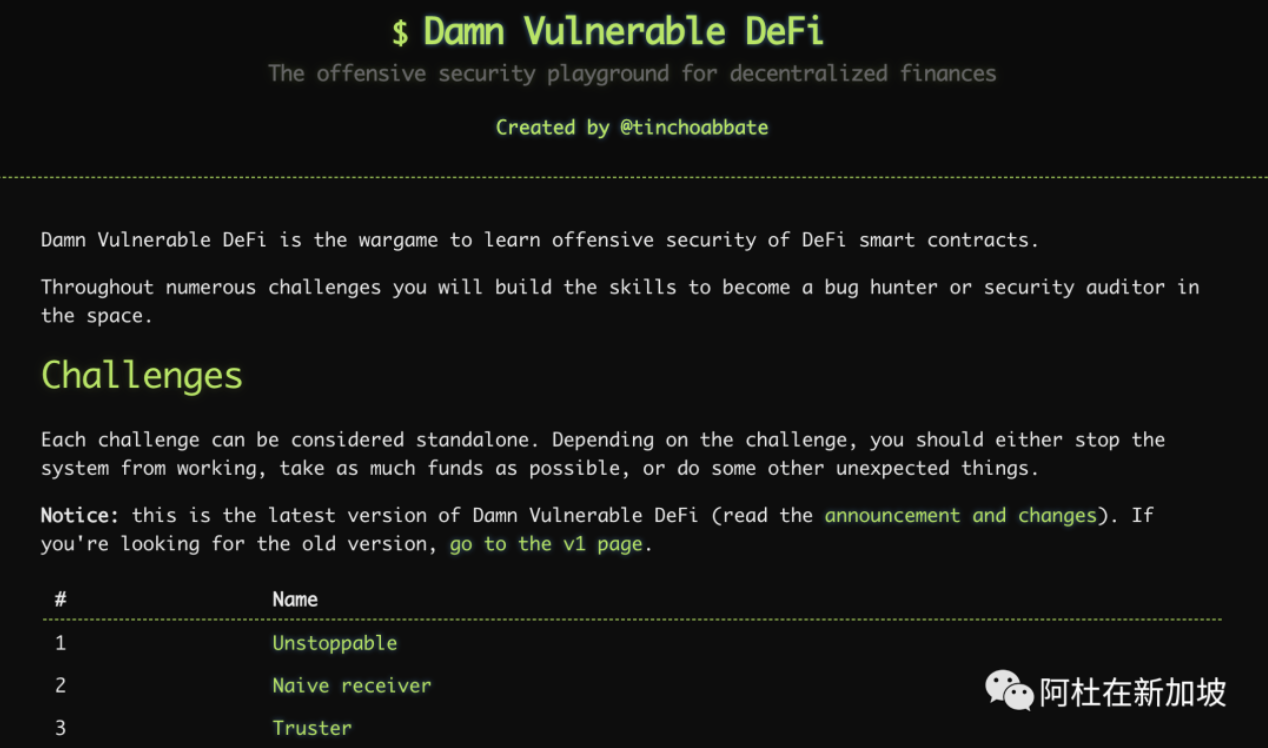 $ Damn Vulnerable DeFi
The offensive security playground for decentralized finances
Created by @tinchoabbate
Damn Vulnerable DeFi is the wargame to learn offensive security of DeFi smart contracts.
Throughout numerous challenges you will build the skills to become a bug hunter or security auditor in
the space.
Challenges
Each challenge can be considered standalone. Depending on the challenge, you should either stop the
system from working, take as much funds as possible, or do some other unexpected things.
Notice: this is the latest version of Damn Vulnerable DeFi (read the announcement and changes). If
you're looking for the old version, go to the v1 page.
# Name
1 Unstoppable
2 Naive receiver
3 Truster
阿杜在新加坡